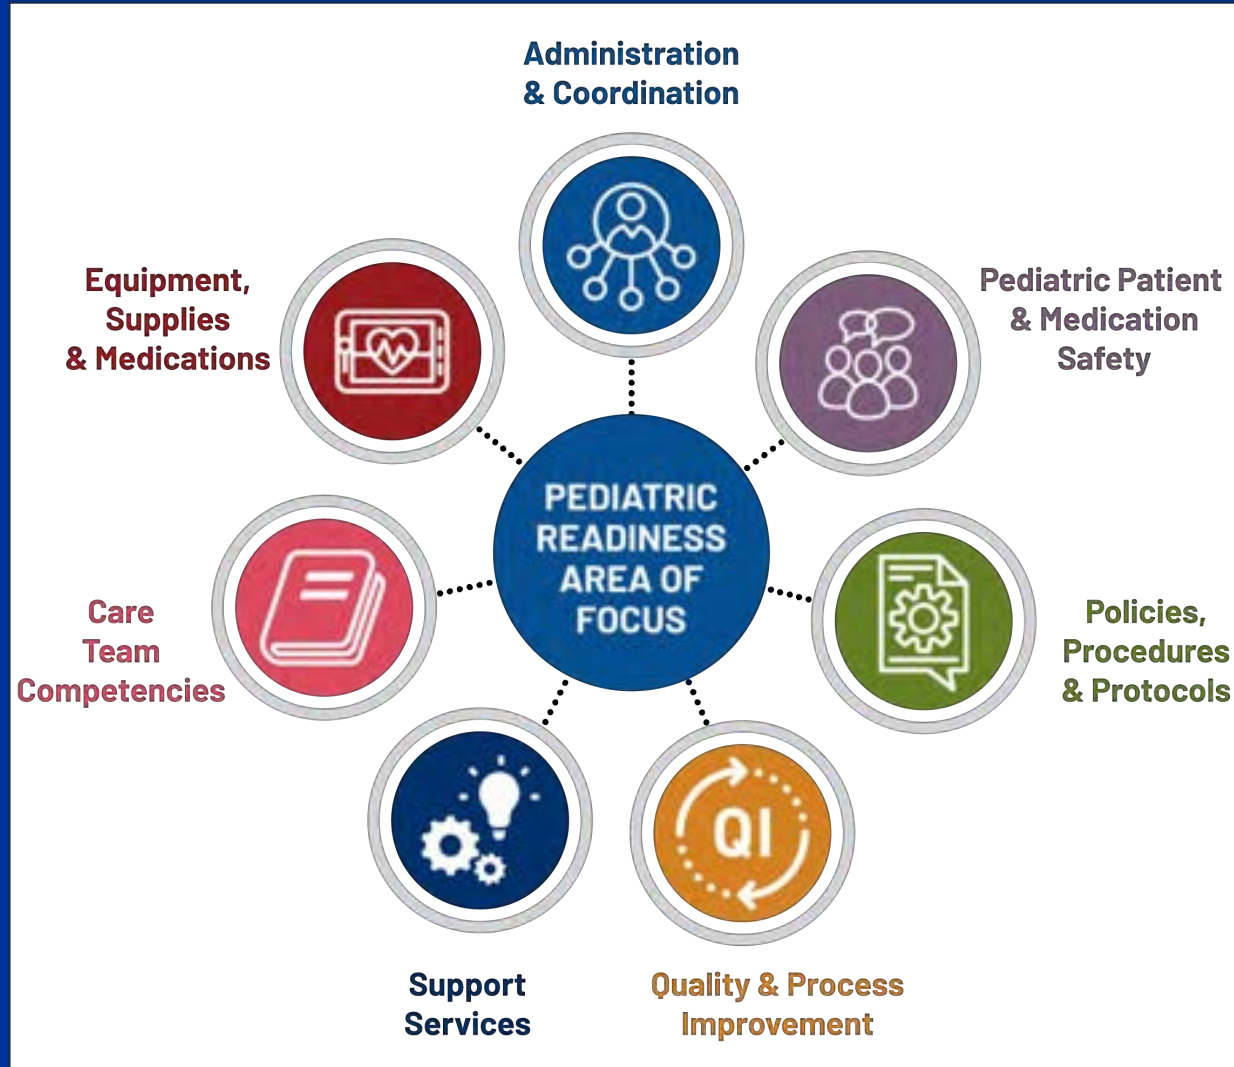 Administration
& Coordination
Pediatric Patient
& Medication
Safety
Policies,
Procedures
& Protocols
Quality & Process
Improvement
Support
Services
Care
Team
Competencies
Equipment,
Supplies
& Medications
PEDIATRIC
READINESS
AREA OF
FOCUS
QI